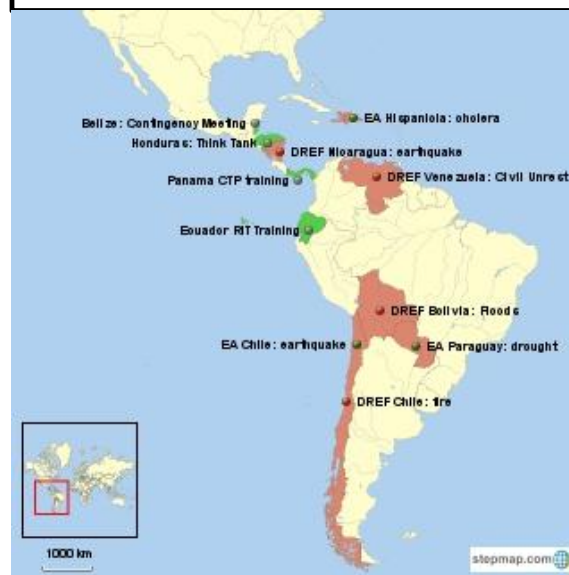 Belize: Contingency Meeting
EA Hispaniola: cholera
Honduras: Think Tank
DREF Nicaragua: earthquake
Panama CTP training
DREF Venezuela: Civil Unrest
Ecuador RIT Training
DREF Bolivia: Floods
EA Chile: earthquake
EA Paraguay: drought
DREF Chile: fire
1000 km
stepmap.com